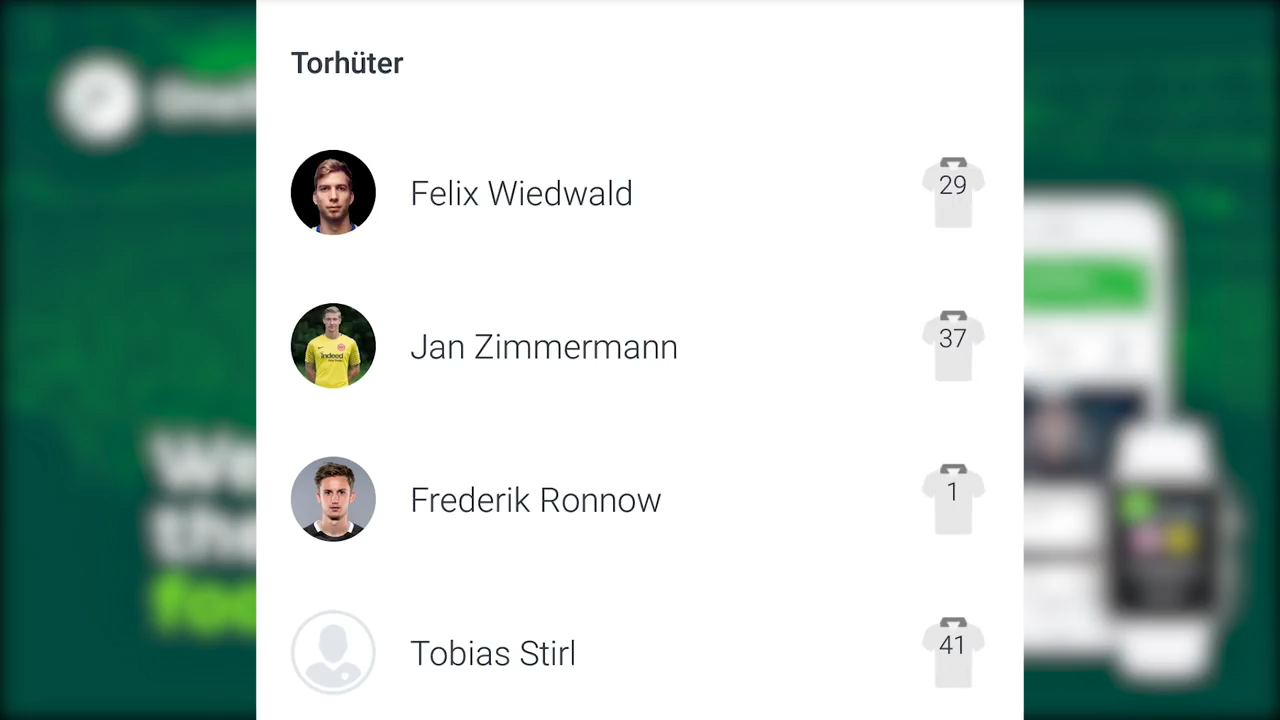 Torhüter
Felix Wiedwald
29
Jan Zimmermann
37
Frederik Ronnow
1
Tobias Stirl
41